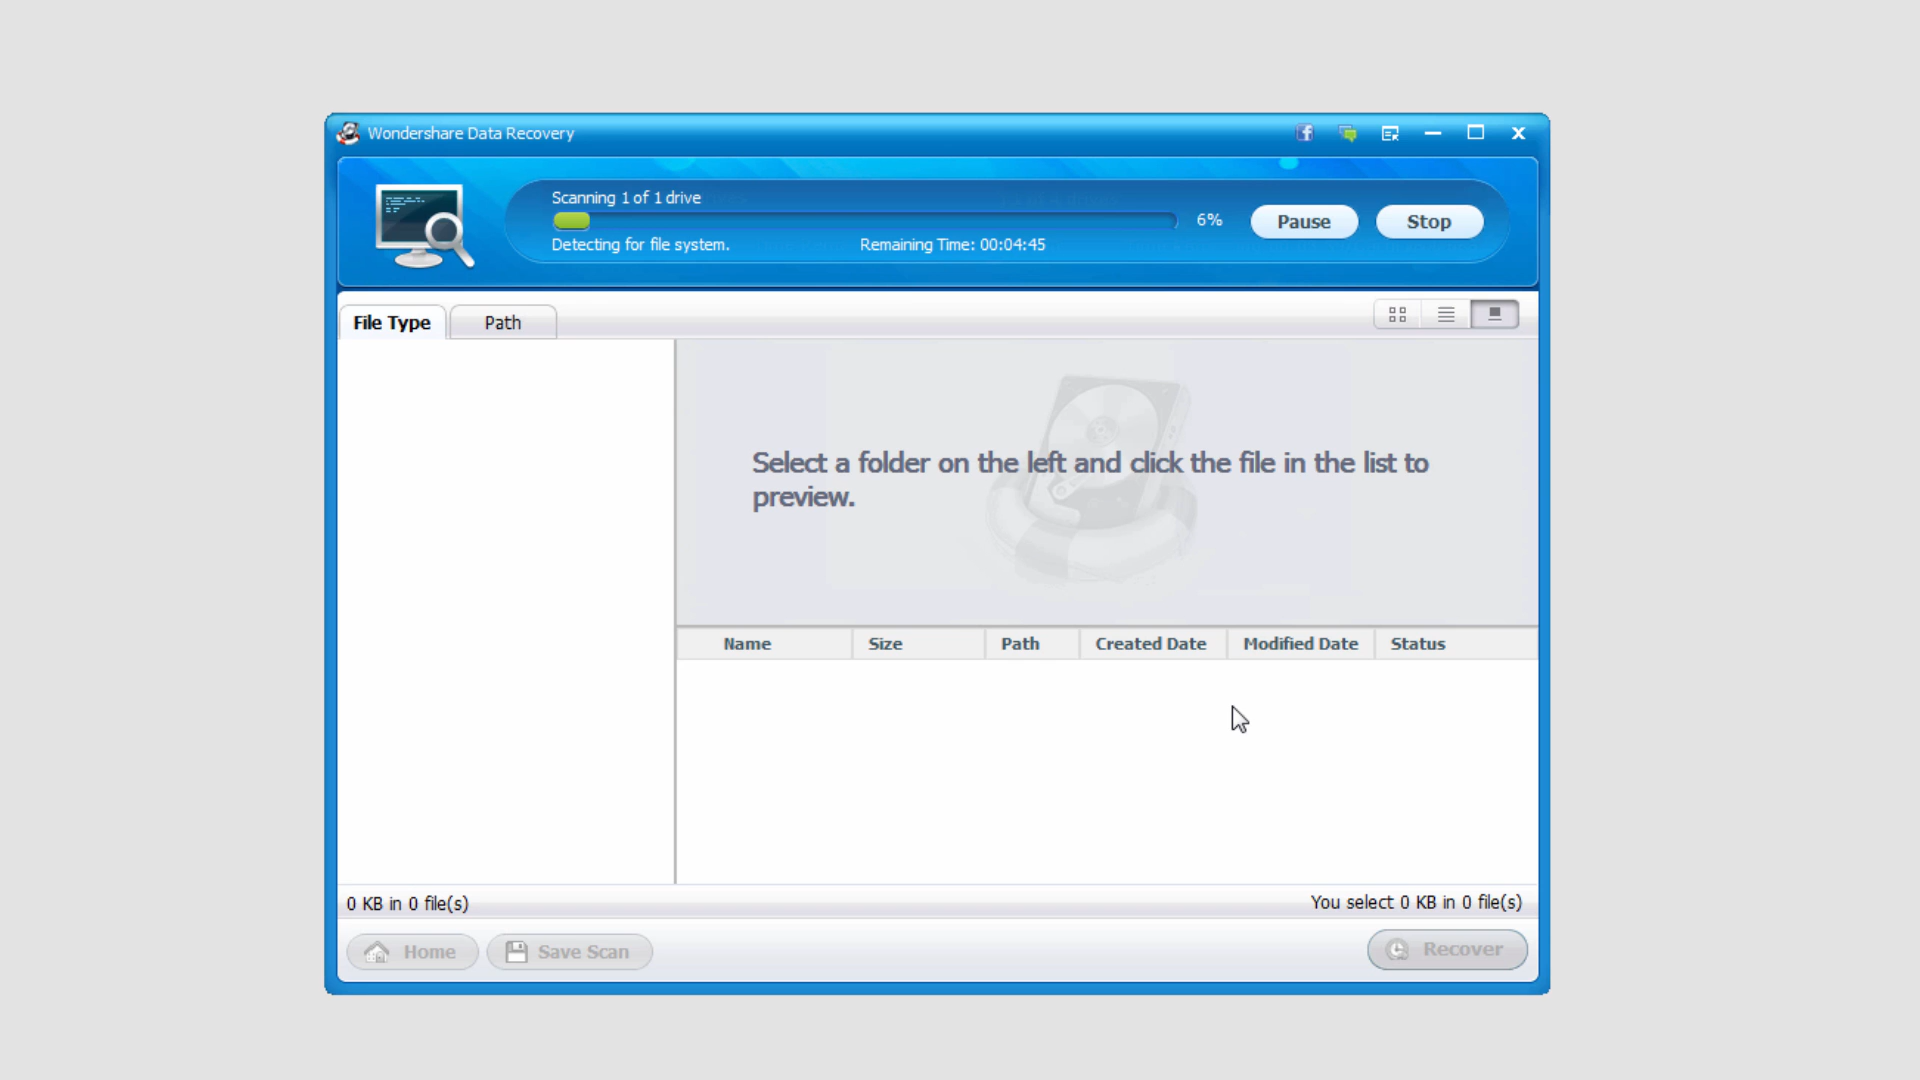 Wondershare Data Recovery
Scanning 1 of 1 drive
6%
Pause
Stop
Detecting for file system.
Remaining Time: 00:04:45
File Type
Path
Select a folder on the left and click the file in the list to
preview.
Name
Size
Path
Created Date
Modified Date
Status
0 KB in 0 file(s)
You select 0 KB in 0 file(s)
Home
Save Scan
Recover